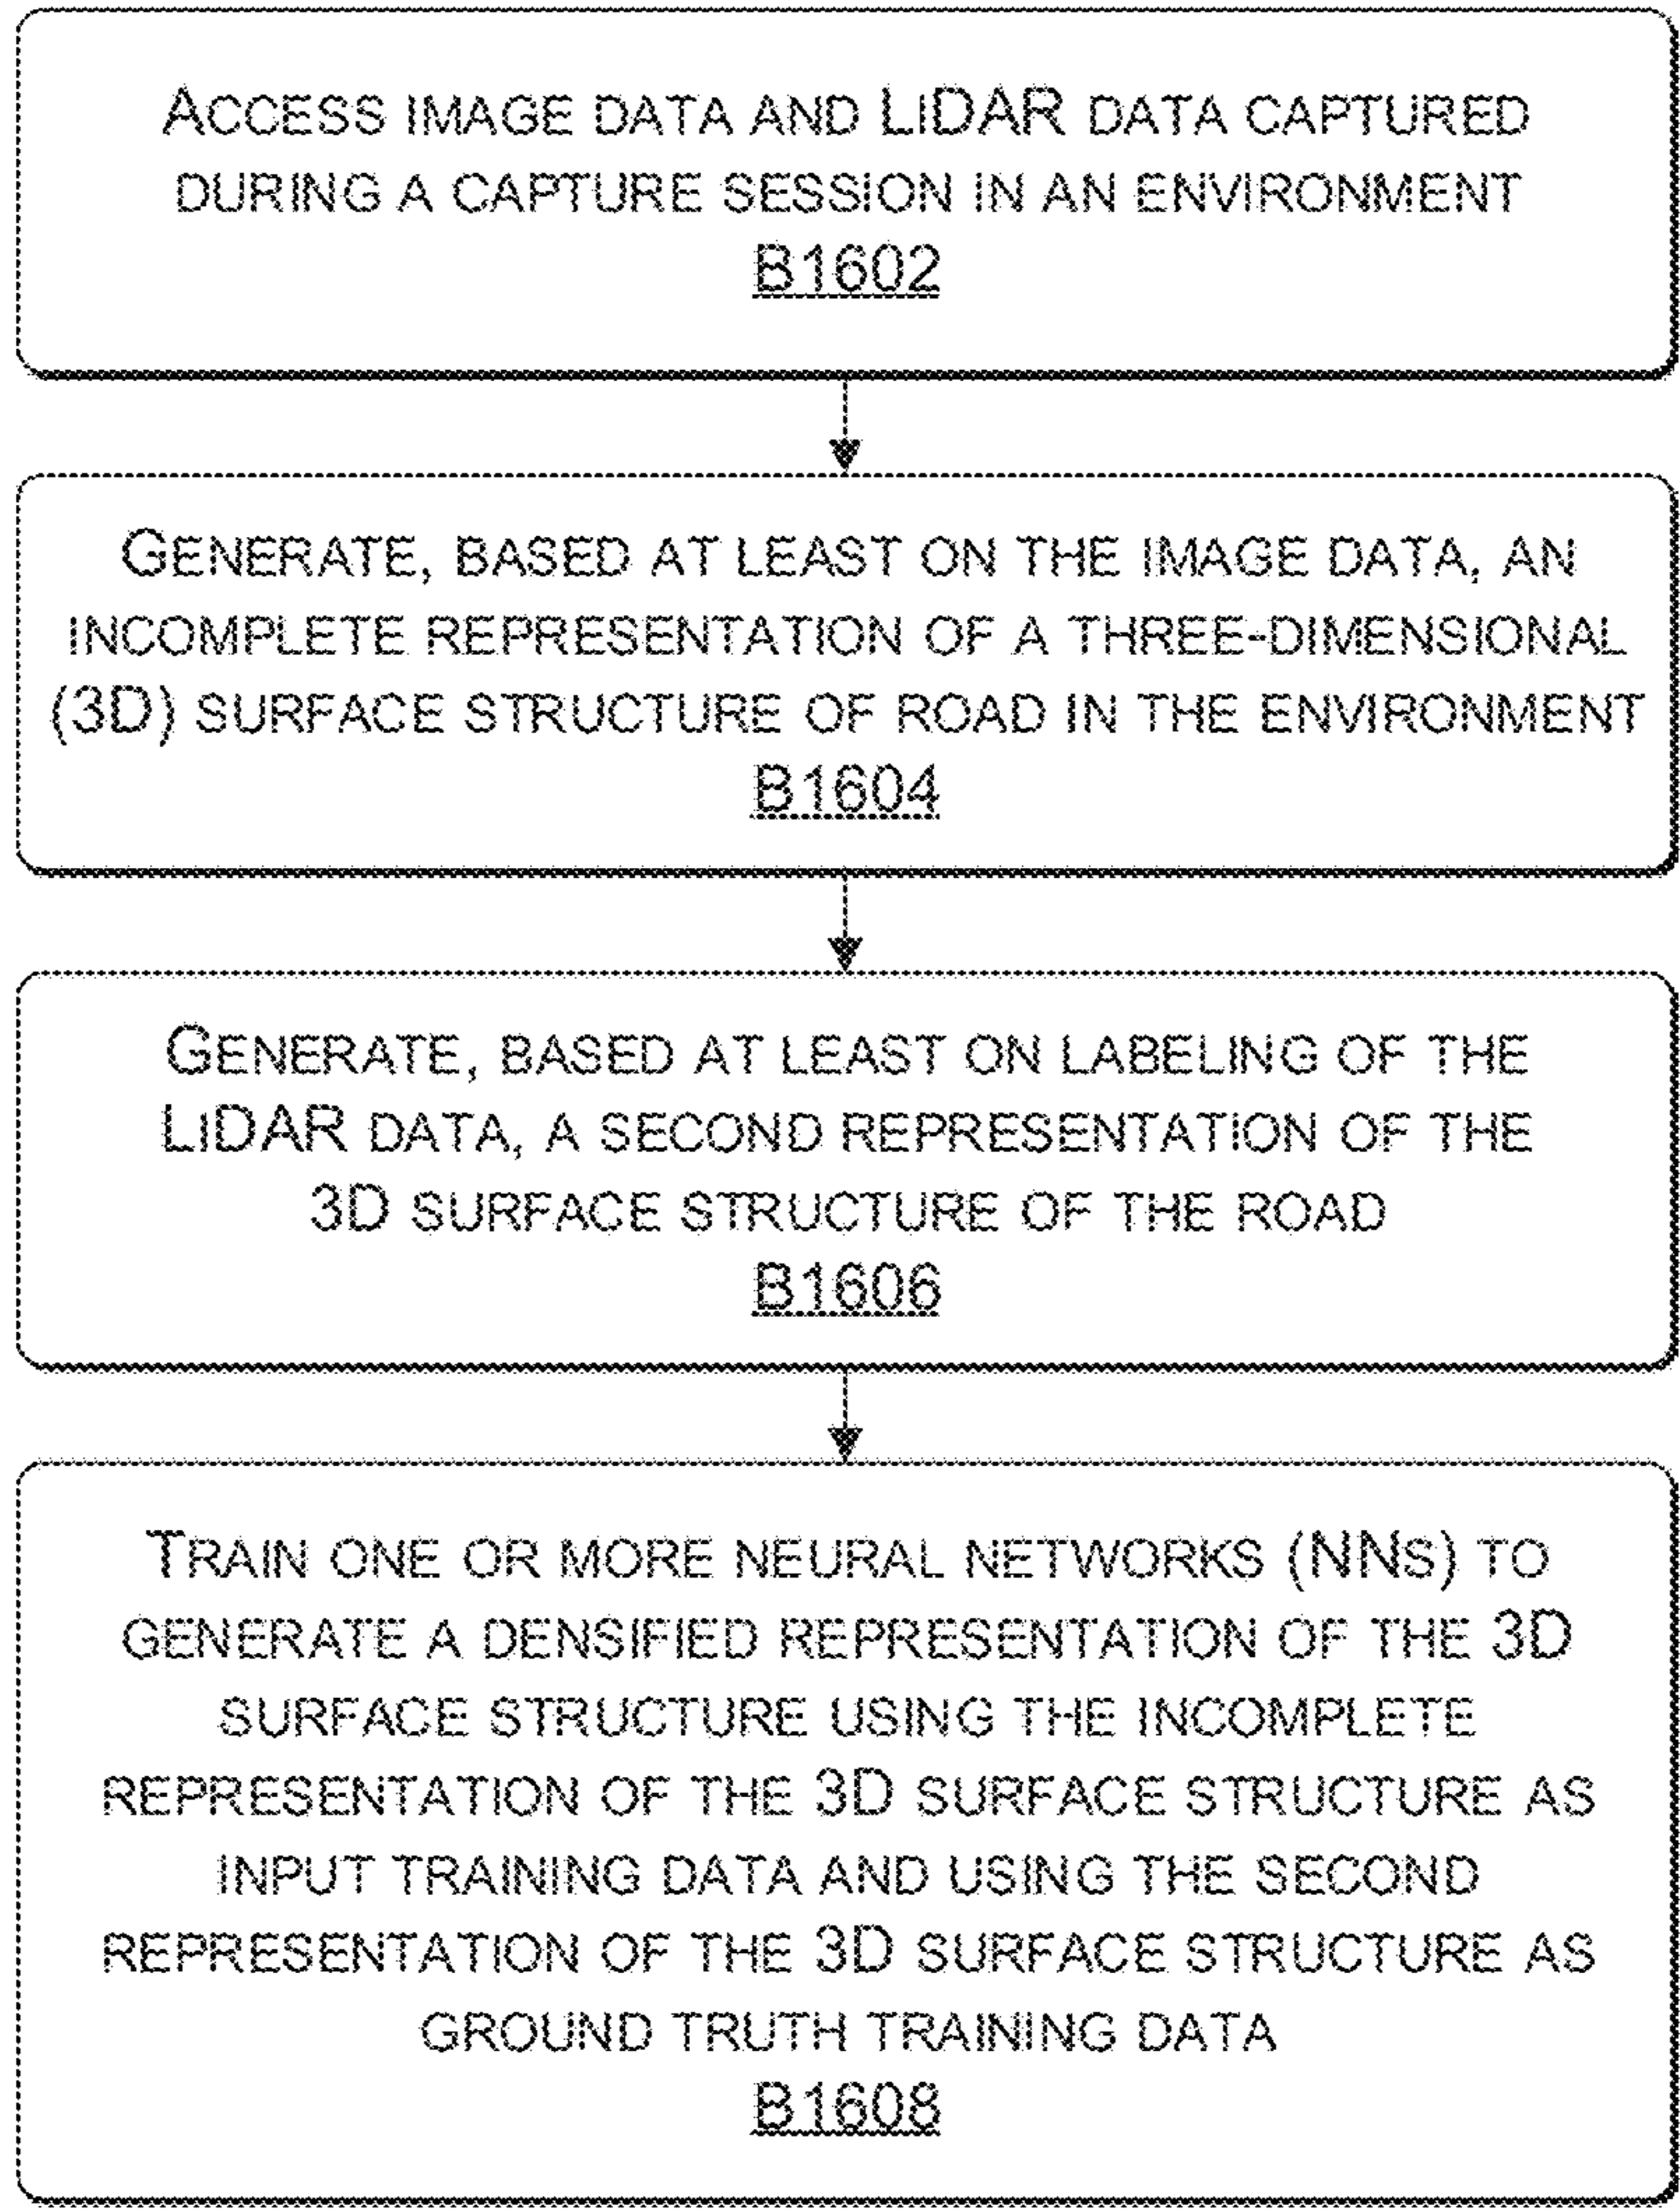 ACCESS IMAGE DATA AND LIDAR DATA CAPTURED
DURING A CAPTURE SESSION IN AN ENVIRONMENT
B1602
GENERATE, BASED AT LEAST ON THE IMAGE DATA, AN
INCOMPLETE REPRESENTATION OF A THREE-DIMENSIONAL
(3D) SURFACE STRUCTURE OF ROAD IN THE ENVIRONMENT
B1604
GENERATE, BASED AT LEAST ON LABELING OF THE
LIDAR DATA, A SECOND REPRESENTATION OF THE
3D SURFACE STRUCTURE OF THE ROAD
B1606
TRAIN ONE OR MORE NEURAL NETWORKS (NNS) TO
GENERATE A DENSIFIED REPRESENTATION OF THE 3D
SURFACE STRUCTURE USING THE INCOMPLETE
REPRESENTATION OF THE 3D SURFACE STRUCTURE AS
INPUT TRAINING DATA AND USING THE SECOND
REPRESENTATION OF THE 3D SURFACE STRUCTURE AS
GROUND TRUTH TRAINING DATA
B1608